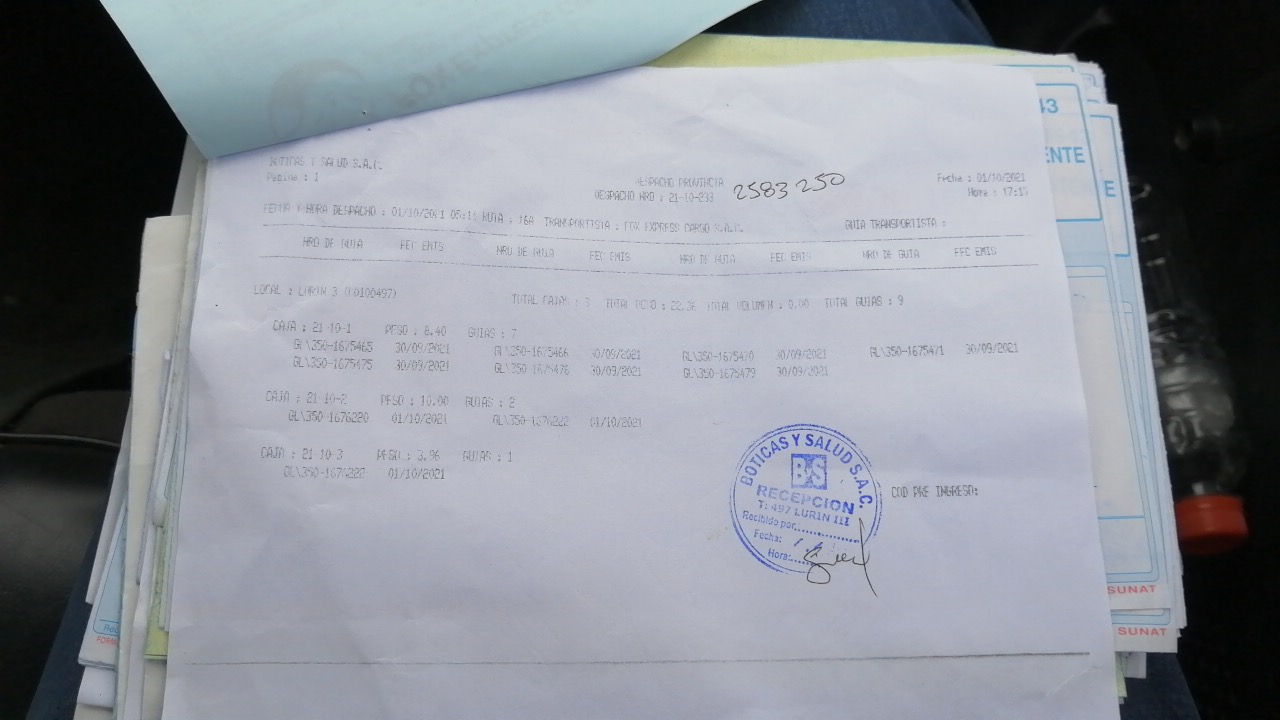 BOTICAS Y SALUD S.A.C.
Pagina : 1
DESPACHO PROVINCIA
DESPACHO NRO : 21-10-233
2583250
Fecha : 01/10/2021
Hora : 17:13
FECHA Y HORA DESPACHO : 01/10/2021 RUTA : 16A TRANSPORTISTA : FOX EXPRESS CARGO S.A.C. GUIA TRANSPORTISTA :
NRO DE GUIA FEC EMIS NRO DE GUIA FEC EMIS NRO DE GUIA FEC EMIS NRO DE GUIA FEC EMIS
LOCAL : LURIN 3 (00100497) TOTAL CAJAS : 3 TOTAL PESO : 22.36 TOTAL VOLUMEN : 0.00 TOTAL GUIAS : 9
CAJA : 21-10-1 PESO : 8.40 GUIAS : 7
GL\350-1675465 30/09/2021 GL\350-1675466 30/09/2021 GL\350-1675470 30/09/2021 GL\350-1675471 30/09/2021
GL\350-1675475 30/09/2021 GL\350-1675476 30/09/2021 GL\350-1675479 30/09/2021
CAJA : 21-10-2 PESO : 10.00 GUIAS : 2
GL\350-1676220 01/10/2021 GL\350-1676222 01/10/2021
CAJA : 21-10-3 PESO : 3.96 GUIAS : 1
GL\350-1676222 01/10/2021
BOTICAS Y SALUD S.A.C.
B&S
RECEPCION
T: 497 LURIN III
Recibido por
Fecha:
Hora:
COD PRE INGRESO:
43
ENTE
E
SUNAT
SUNAT